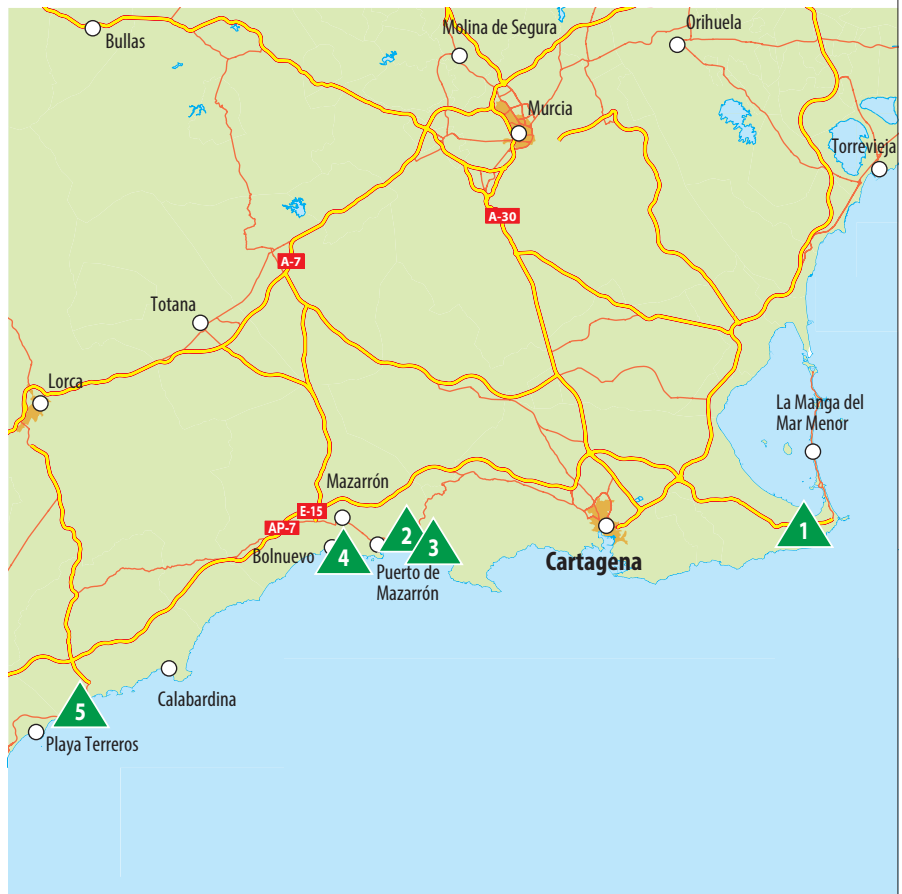 Bullas
Molina de Segura
Orihuela
Murcia
Torrevieja
A-30
A-7
Totana
Lorca
La Manga del
Mar Menor
Mazarrón
E-15
AP-7
1
2
3
4
Bolnuevo
Puerto de
Mazarrón
Cartagena
Calabardina
5
Playa Terreros